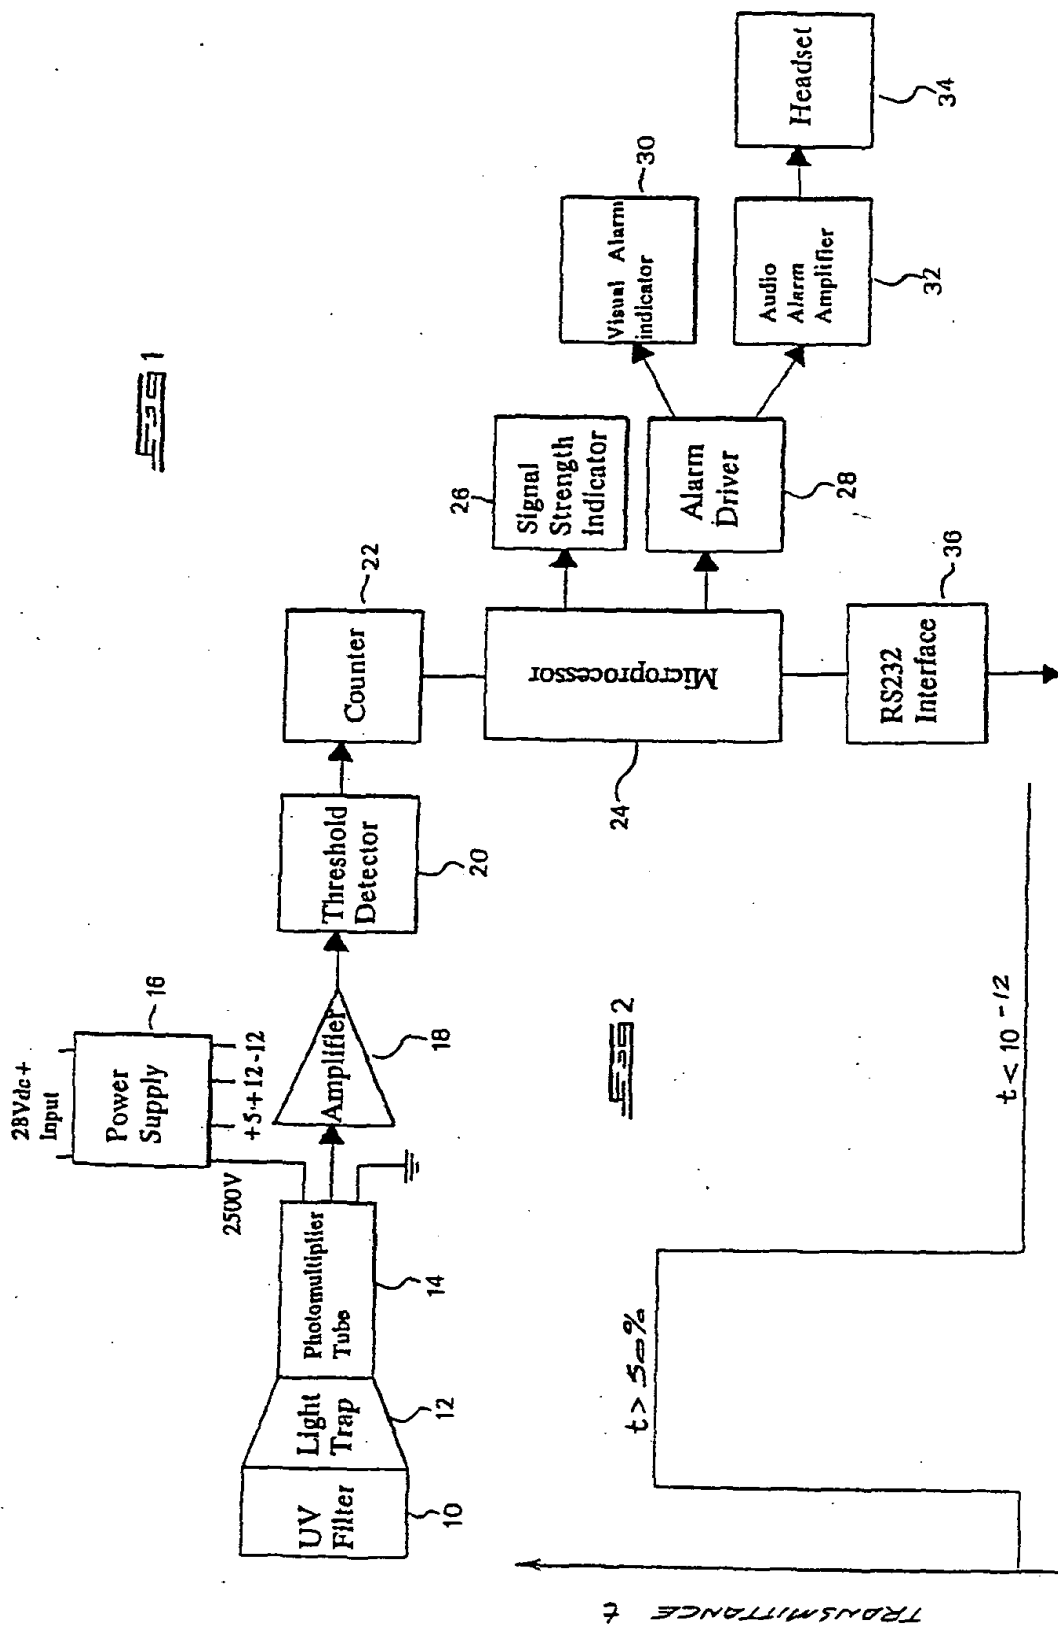 Fig 1
28Vdc+
Input
Power
Supply
16
2500V
+5+12-12
UV
Filter
10
Light
Trap
12
Photomultiplier
Tube
14
Amplifier
18
Threshold
Detector
20
Counter
22
Microprocessor
24
Signal
Strength
Indicator
26
Alarm
Driver
28
Visual Alarm
indicator
30
Audio
Alarm
Amplifier
32
Headset
34
RS232
Interface
36
Fig 2
TRANSMITTANCE t
t > 50%
t < 10 -12